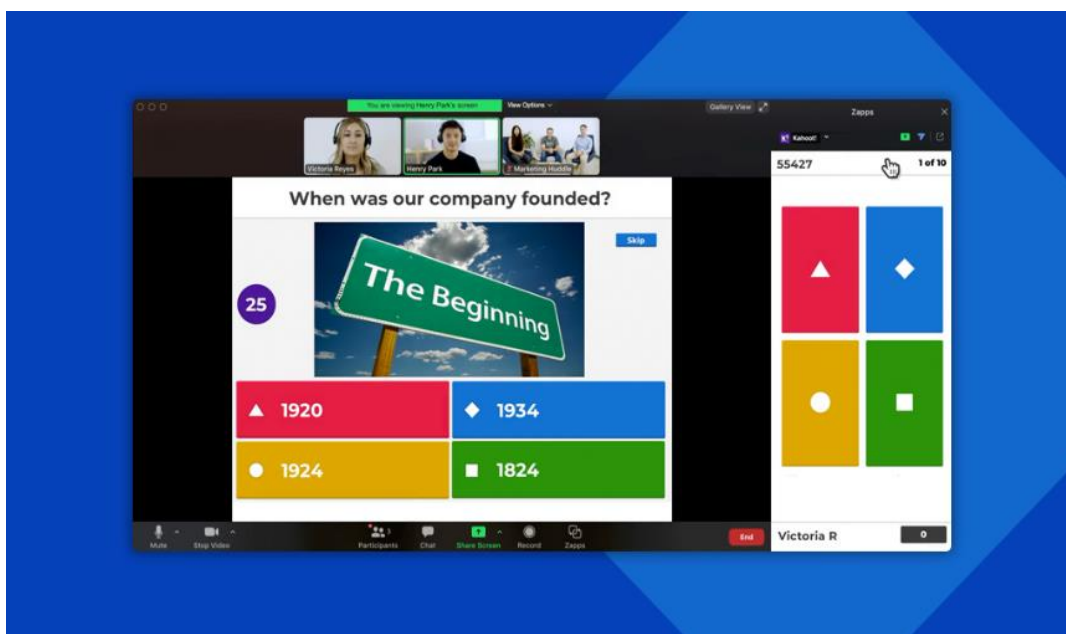 You are viewing Henry Park's screen
View Options
Gallery View
Zapps
Victoria Reyes
Henry Park
Marketing Huddle
Kahoot!
55427
1 of 10
When was our company founded?
Skip
The Beginning
25
1920
1934
1924
1824
Mute
Stop Video
Participants
3
Chat
Share Screen
Record
Zapps
End
Victoria R
0